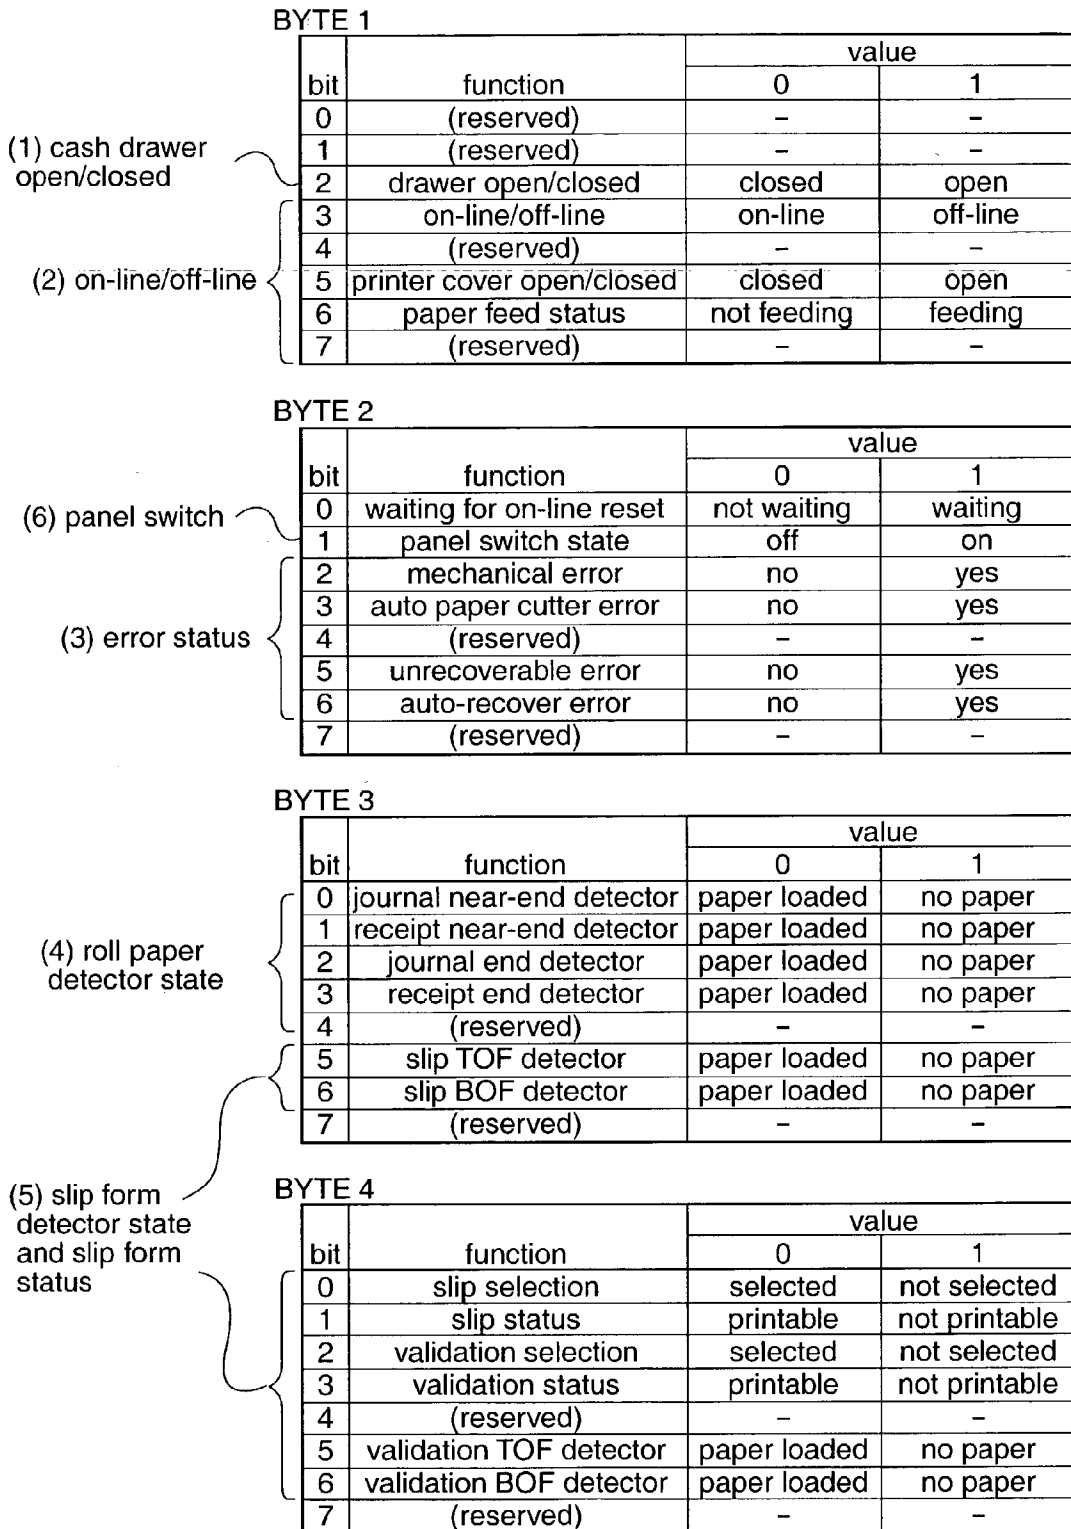 BYTE 1
value
bit function 0 1
0 (reserved) – –
1 (reserved) – –
2 drawer open/closed closed open
3 on-line/off-line on-line off-line
4 (reserved) – –
5 printer cover open/closed closed open
6 paper feed status not feeding feeding
7 (reserved) – –
(1) cash drawer
open/closed
(2) on-line/off-line
BYTE 2
value
bit function 0 1
0 waiting for on-line reset not waiting waiting
1 panel switch state off on
2 mechanical error no yes
3 auto paper cutter error no yes
4 (reserved) – –
5 unrecoverable error no yes
6 auto-recover error no yes
7 (reserved) – –
(6) panel switch
(3) error status
BYTE 3
value
bit function 0 1
0 journal near-end detector paper loaded no paper
1 receipt near-end detector paper loaded no paper
2 journal end detector paper loaded no paper
3 receipt end detector paper loaded no paper
4 (reserved) – –
5 slip TOF detector paper loaded no paper
6 slip BOF detector paper loaded no paper
7 (reserved) – –
(4) roll paper
detector state
(5) slip form
detector state
and slip form
status
BYTE 4
value
bit function 0 1
0 slip selection selected not selected
1 slip status printable not printable
2 validation selection selected not selected
3 validation status printable not printable
4 (reserved) – –
5 validation TOF detector paper loaded no paper
6 validation BOF detector paper loaded no paper
7 (reserved) – –